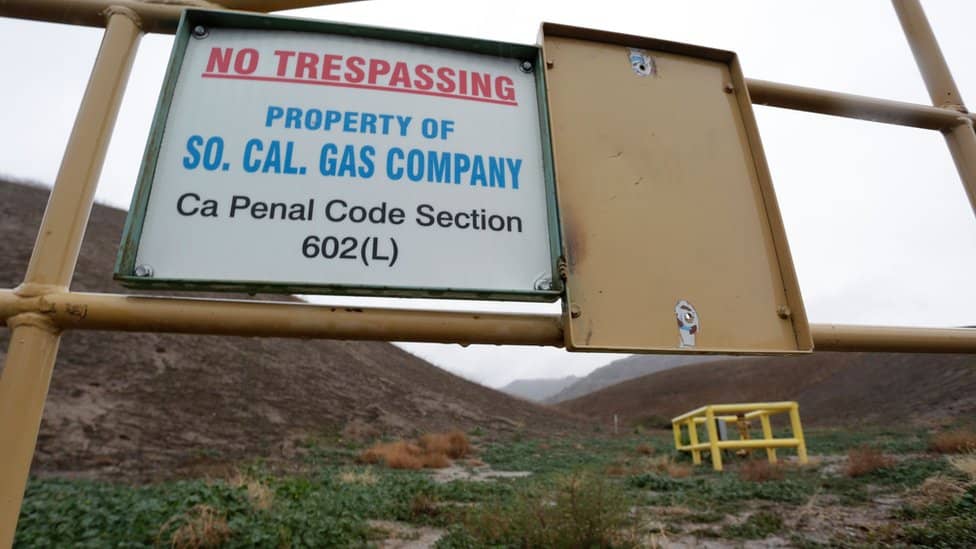 NO TRESPASSING
PROPERTY OF
SO. CAL. GAS COMPANY
Ca Penal Code Section
602(L)